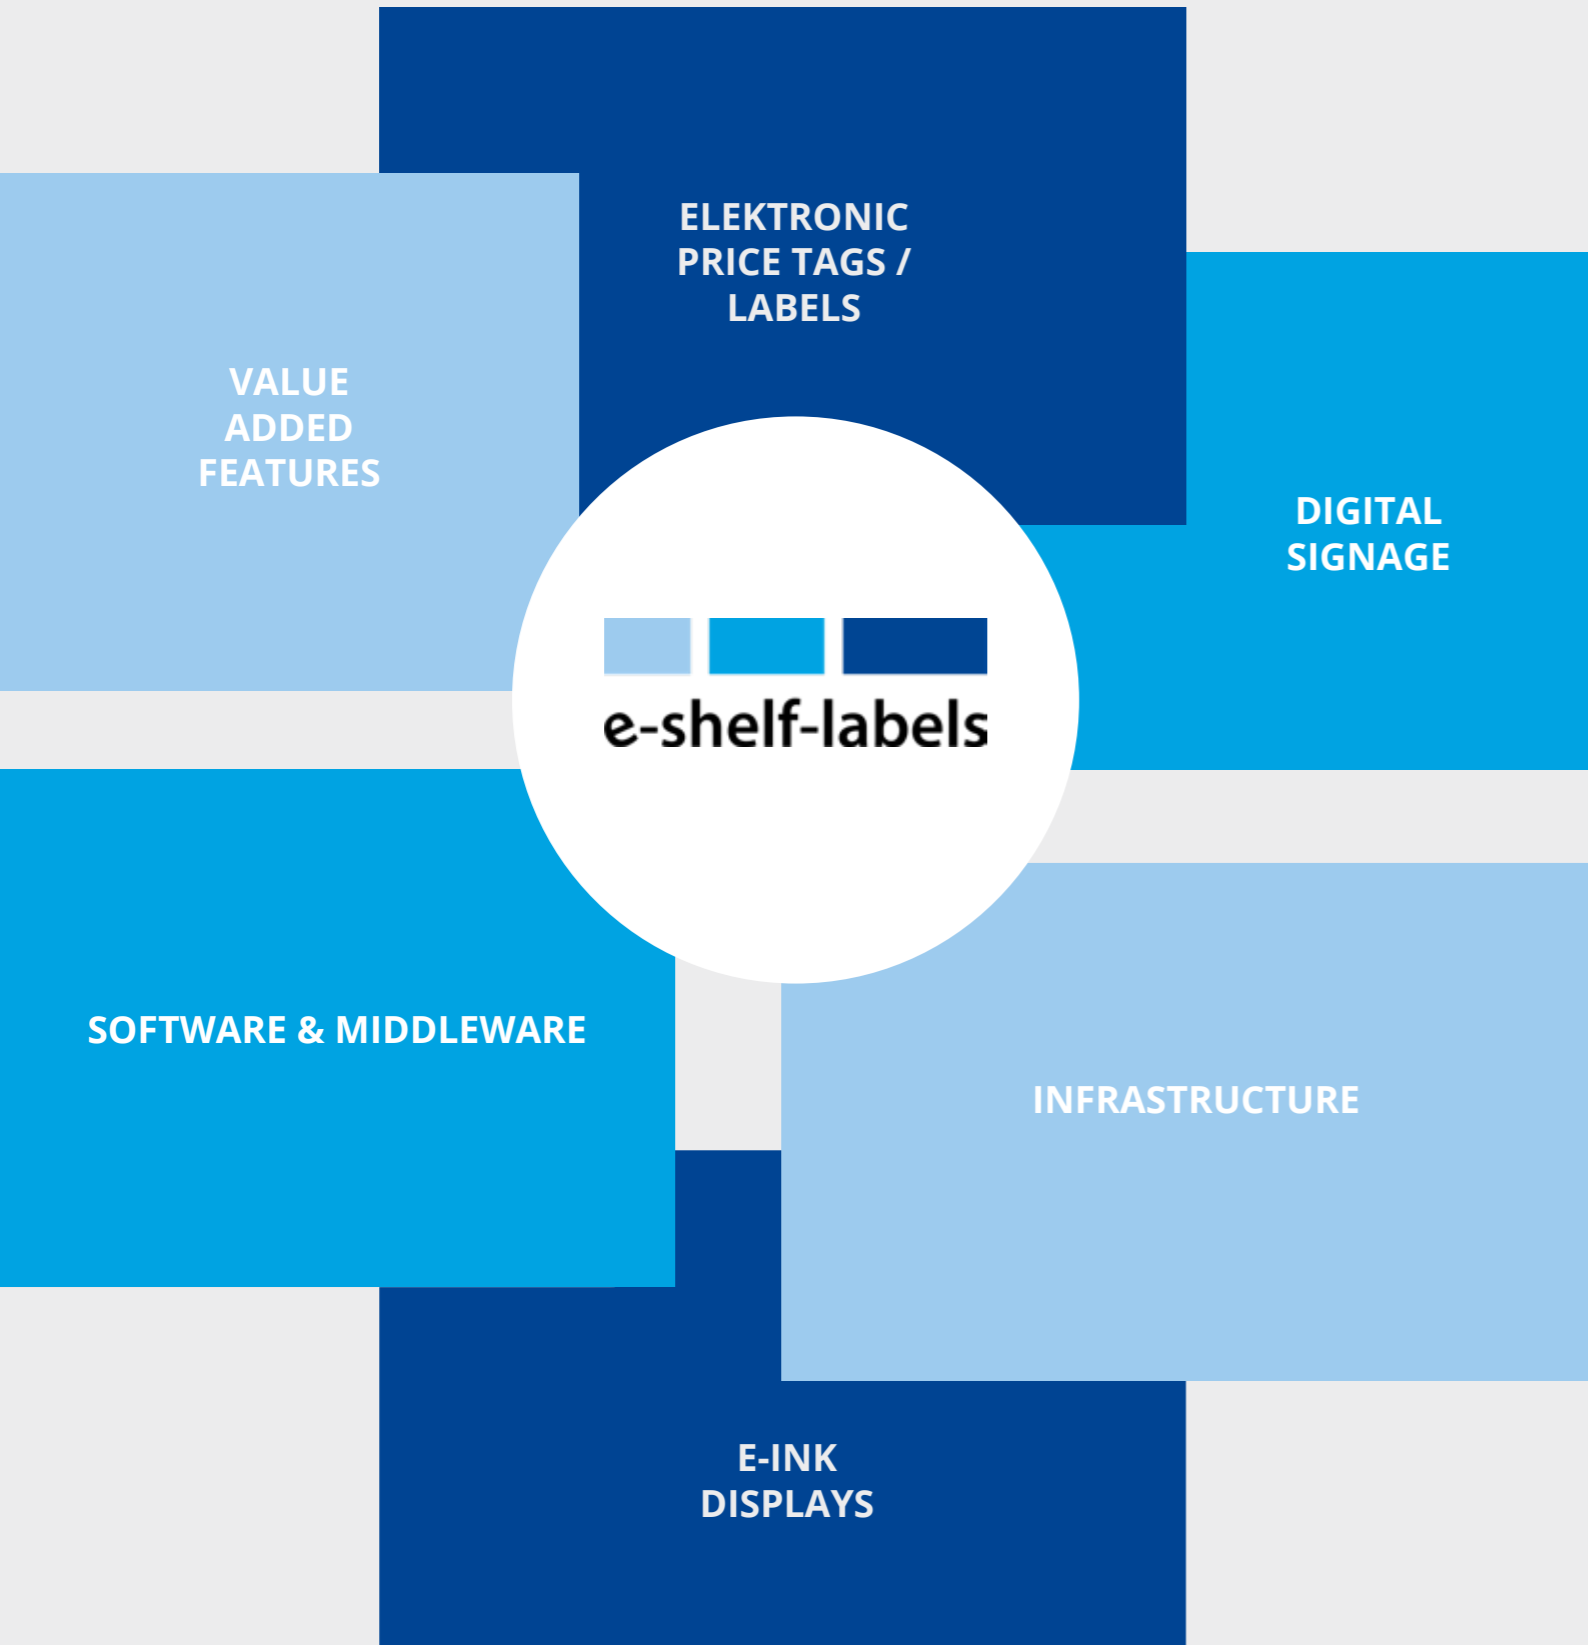 ELEKTRONIC
PRICE TAGS /
LABELS
VALUE
ADDED
FEATURES
DIGITAL
SIGNAGE
e-shelf-labels
SOFTWARE & MIDDLEWARE
INFRASTRUCTURE
E-INK
DISPLAYS